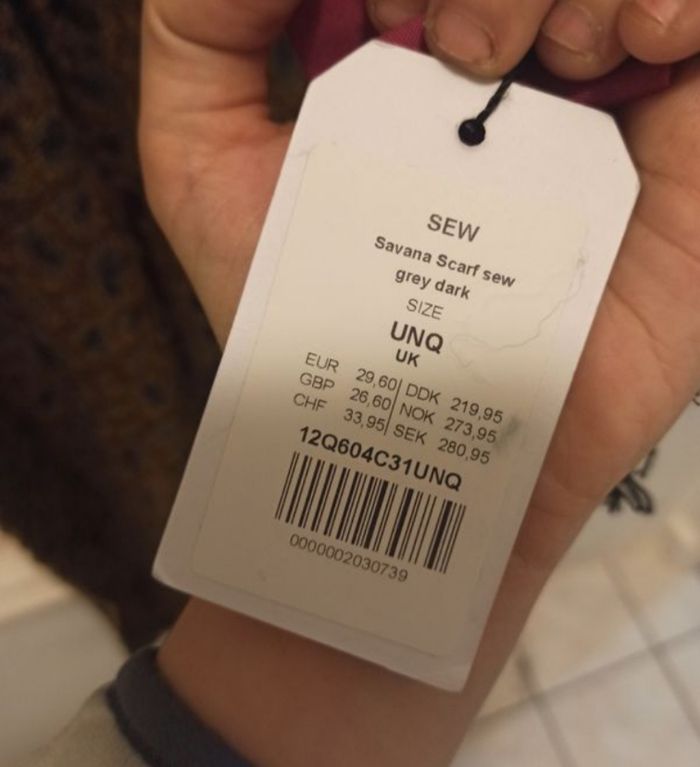 SEW
Savana Scarf sew
grey dark
SIZE
UNQ
UK
EUR 29,60 DDK 219,95
GBP 26,60 NOK 273,95
CHF 33,95 SEK 280,95
12Q604C31UNQ
0000002030739